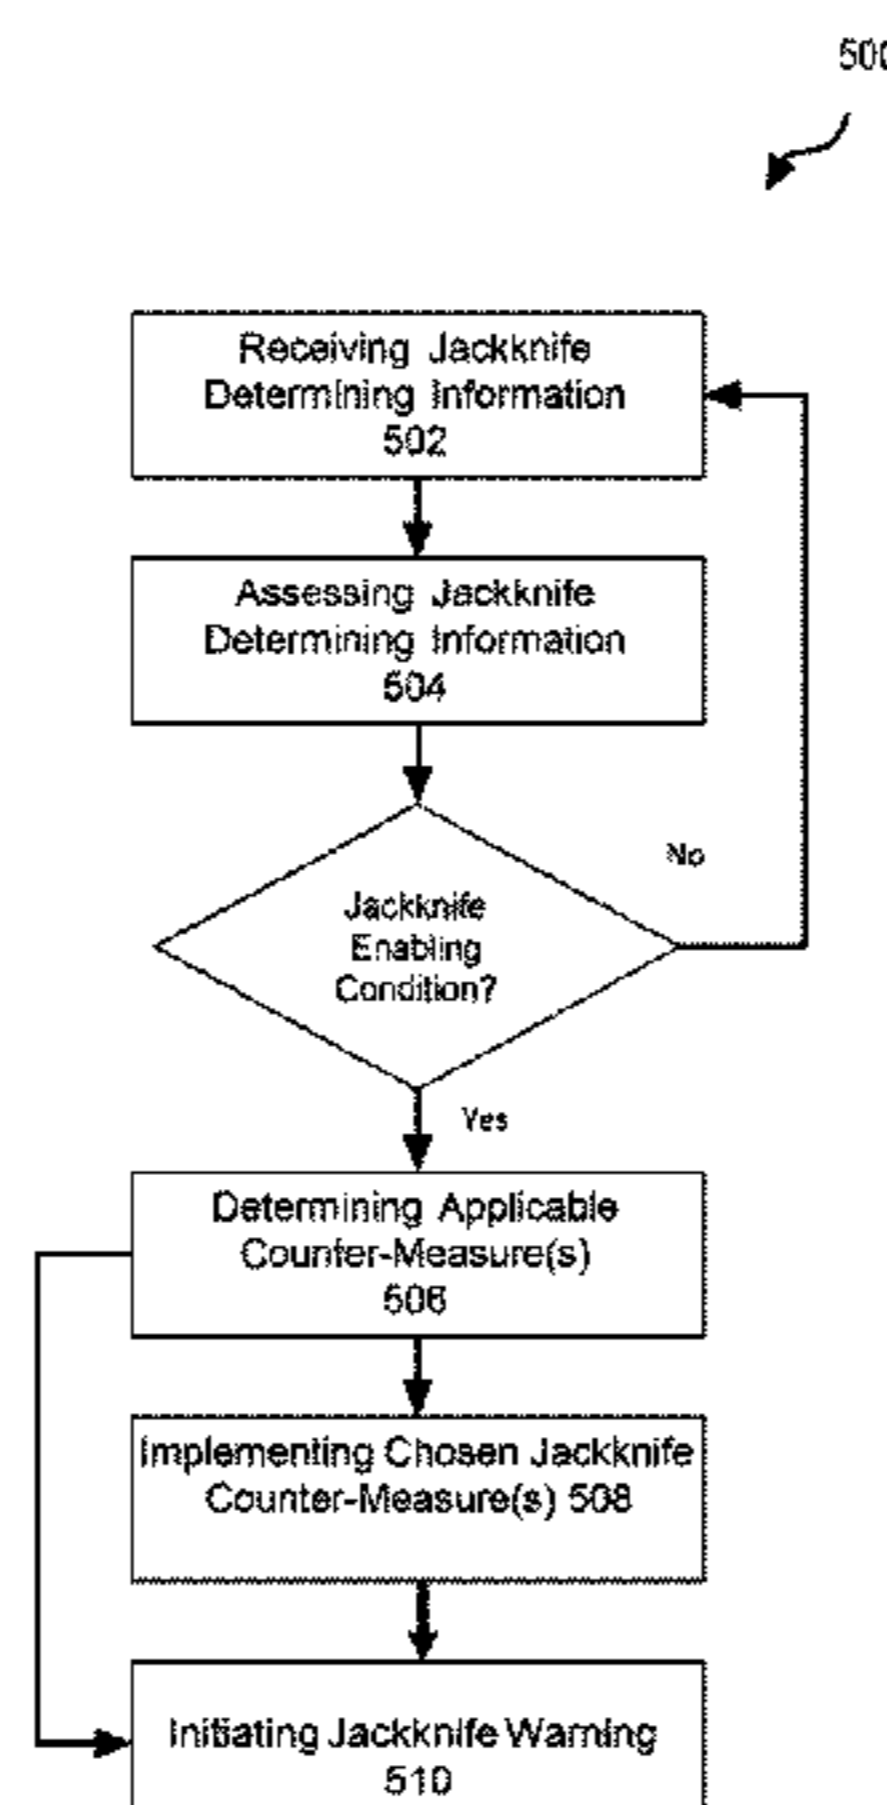 500
Receiving Jackknife
Determining Information
502
Assessing Jackknife
Determining Information
504
No
Jackknife
Enabling
Condition?
Yes
Determining Applicable
Counter-Measure(s)
506
Implementing Chosen Jackknife
Counter-Measure(s) 508
Initiating Jackknife Warning
510